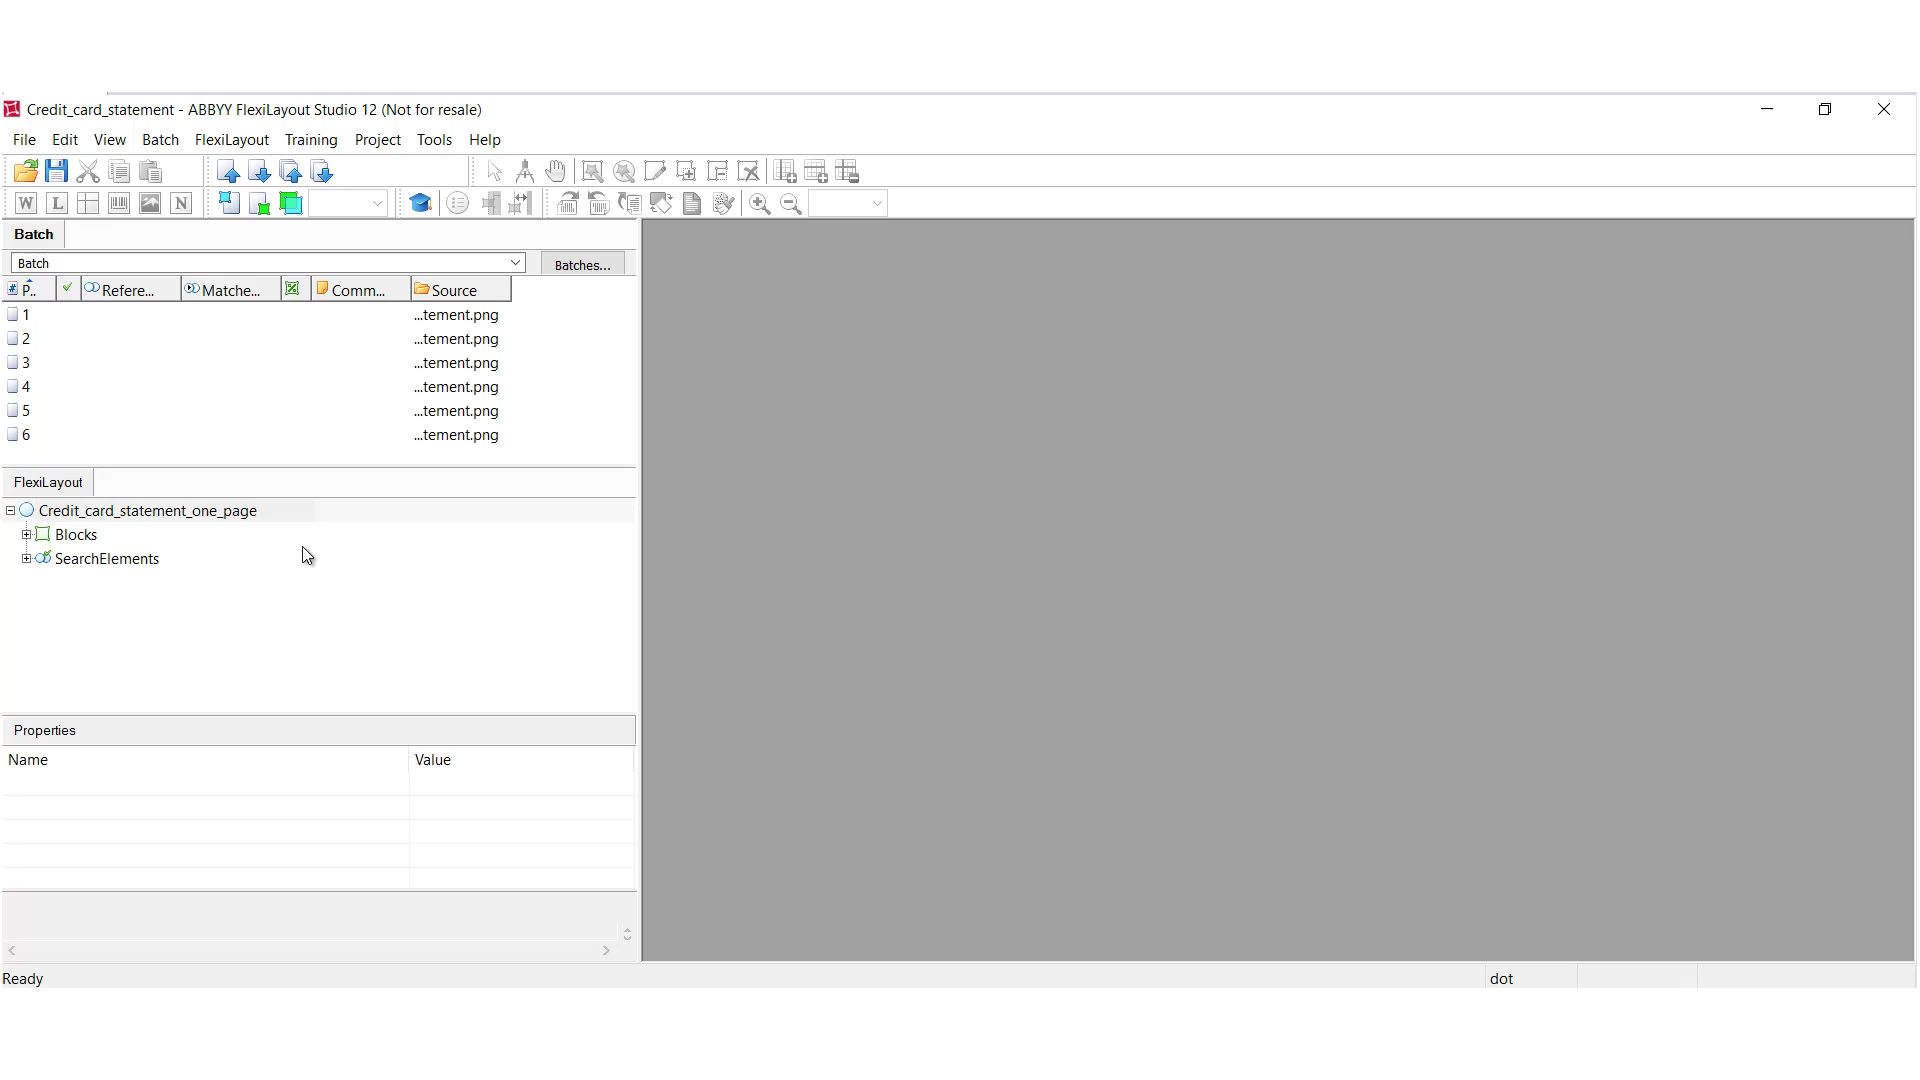 Credit_card_statement - ABBYY FlexiLayout Studio 12 (Not for resale)
File Edit View Batch FlexiLayout Training Project Tools Help
W L N
Batch
Batch Batches...
# P.. Refere... Matche... Comm... Source
1 ...tement.png
2 ...tement.png
3 ...tement.png
4 ...tement.png
5 ...tement.png
6 ...tement.png
FlexiLayout
Credit_card_statement_one_page
Blocks
SearchElements
Properties
Name Value
Ready dot